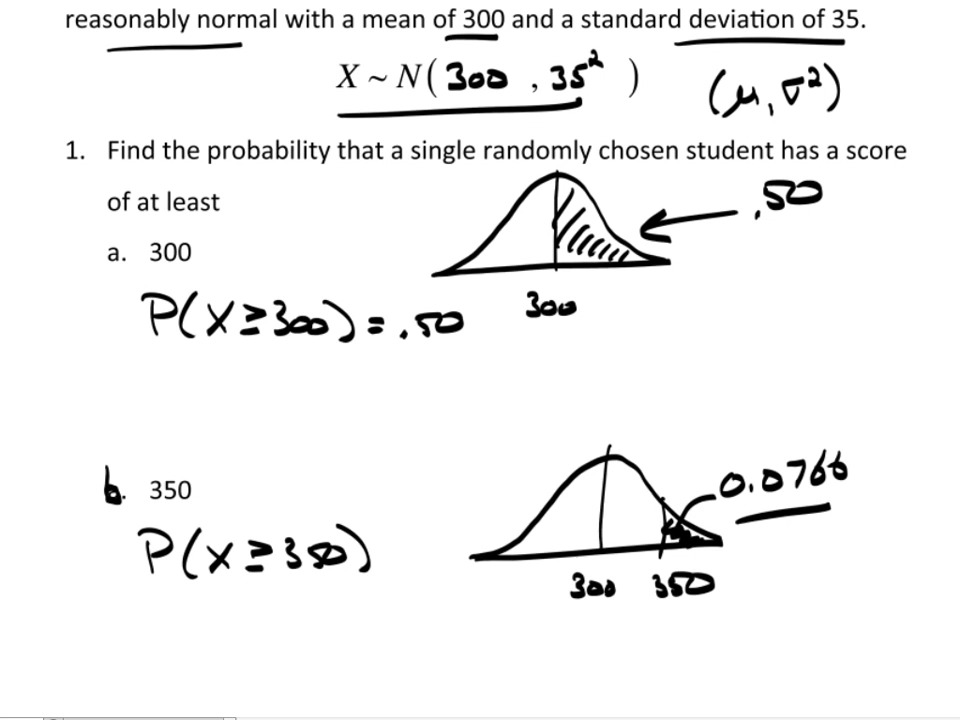 reasonably normal with a mean of 300 and a standard deviation of 35.
X ~ N( 300 , 35² ) (μ, σ²)
1. Find the probability that a single randomly chosen student has a score
of at least
.50
a. 300
300
P(X≥300) = .50
b. 350
0.0766
P(X≥350)
300 350